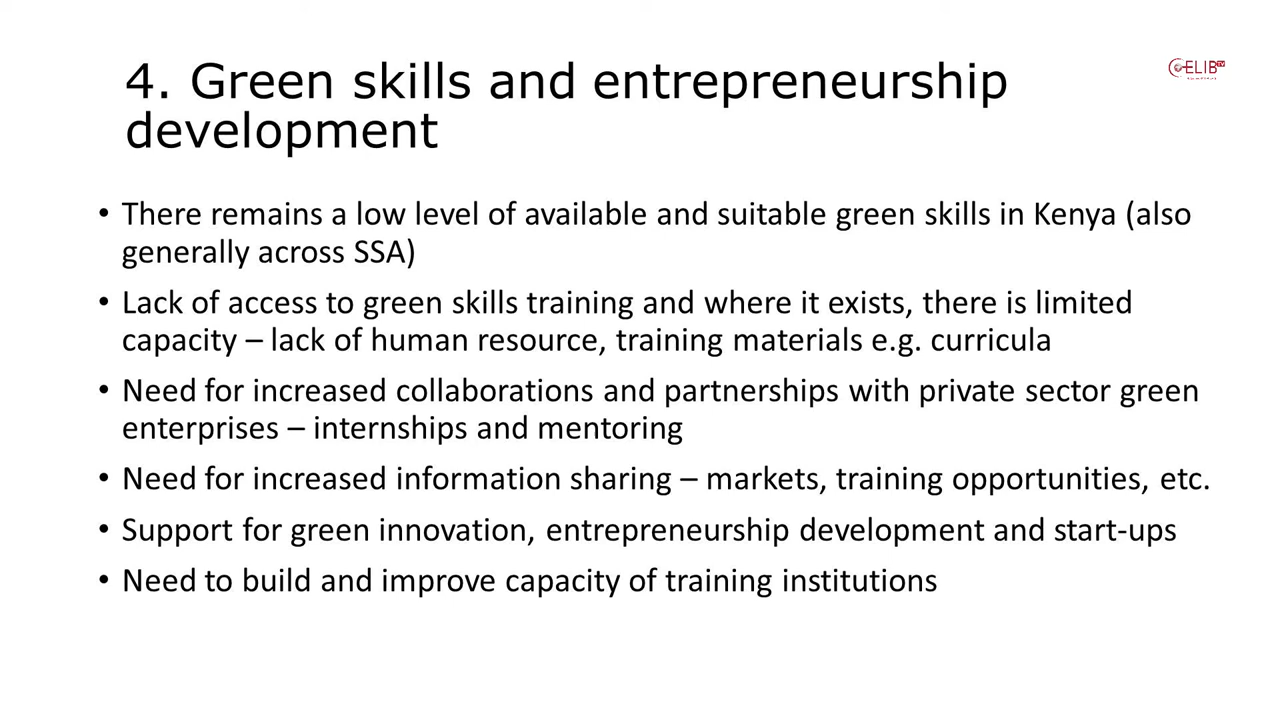 4. Green skills and entrepreneurship
development
ELIB TV
• There remains a low level of available and suitable green skills in Kenya (also
generally across SSA)
• Lack of access to green skills training and where it exists, there is limited
capacity – lack of human resource, training materials e.g. curricula
• Need for increased collaborations and partnerships with private sector green
enterprises – internships and mentoring
• Need for increased information sharing – markets, training opportunities, etc.
• Support for green innovation, entrepreneurship development and start-ups
• Need to build and improve capacity of training institutions